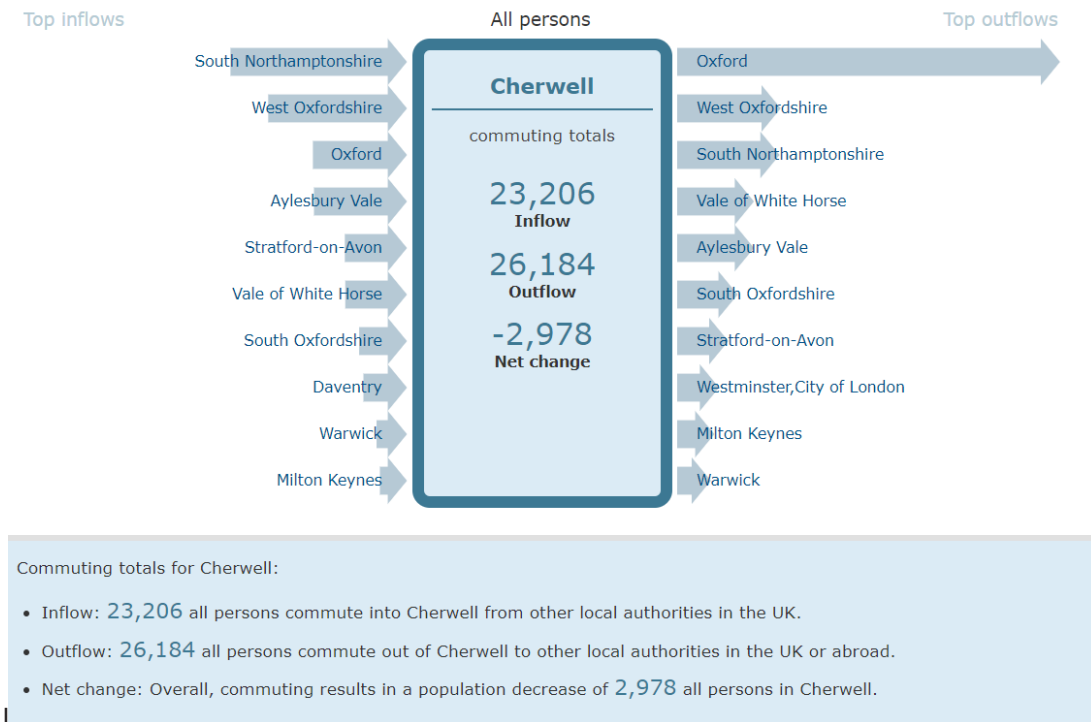 Top inflows
All persons
Top outflows
South Northamptonshire
West Oxfordshire
Oxford
Aylesbury Vale
Stratford-on-Avon
Vale of White Horse
South Oxfordshire
Daventry
Warwick
Milton Keynes
Cherwell
commuting totals
23,206
Inflow
26,184
Outflow
-2,978
Net change
Oxford
West Oxfordshire
South Northamptonshire
Vale of White Horse
Aylesbury Vale
South Oxfordshire
Stratford-on-Avon
Westminster,City of London
Milton Keynes
Warwick
Commuting totals for Cherwell:
• Inflow: 23,206 all persons commute into Cherwell from other local authorities in the UK.
• Outflow: 26,184 all persons commute out of Cherwell to other local authorities in the UK or abroad.
• Net change: Overall, commuting results in a population decrease of 2,978 all persons in Cherwell.